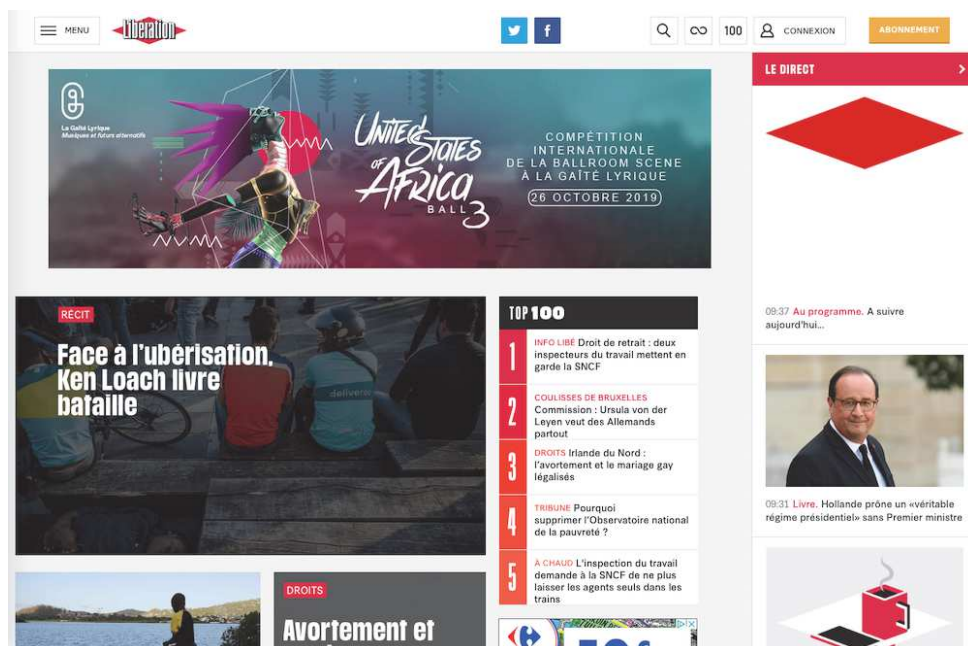 MENU
Libération
100
CONNEXION
ABONNEMENT
La Gaîté Lyrique
Musiques et futurs alternatifs
UNITED
STATES
OF
AFRICA
BALL 3
COMPÉTITION
INTERNATIONALE
DE LA BALLROOM SCENE
À LA GAÎTÉ LYRIQUE
26 OCTOBRE 2019
RÉCIT
Face à l'ubérisation,
Ken Loach livre
bataille
deliveroo
DROITS
Avortement et
TOP 100
1
INFO LIBÉ Droit de retrait : deux
inspecteurs du travail mettent en
garde la SNCF
2
COULISSES DE BRUXELLES
Commission : Ursula von der
Leyen veut des Allemands
partout
3
DROITS Irlande du Nord :
l'avortement et le mariage gay
légalisés
4
TRIBUNE Pourquoi
supprimer l'Observatoire national
de la pauvreté ?
5
À CHAUD L'inspection du travail
demande à la SNCF de ne plus
laisser les agents seuls dans les
trains
LE DIRECT
09:37 Au programme. A suivre
aujourd'hui...
09:31 Livre. Hollande prône un «véritable
régime présidentiel» sans Premier ministre